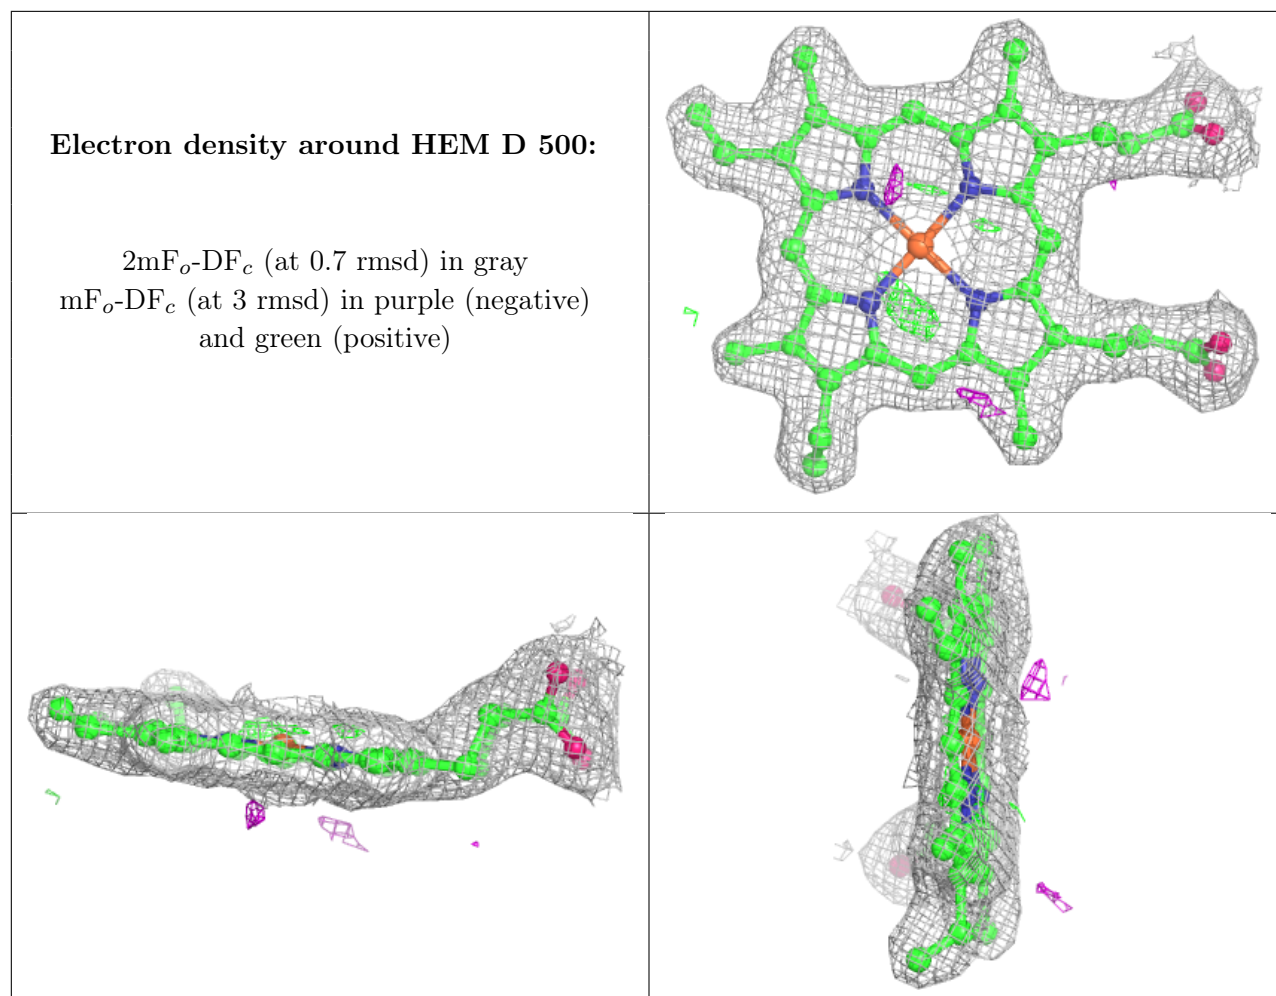 Electron density around HEM D 500:
2mFₒ-DF𝒸 (at 0.7 rmsd) in gray
mFₒ-DF𝒸 (at 3 rmsd) in purple (negative)
and green (positive)